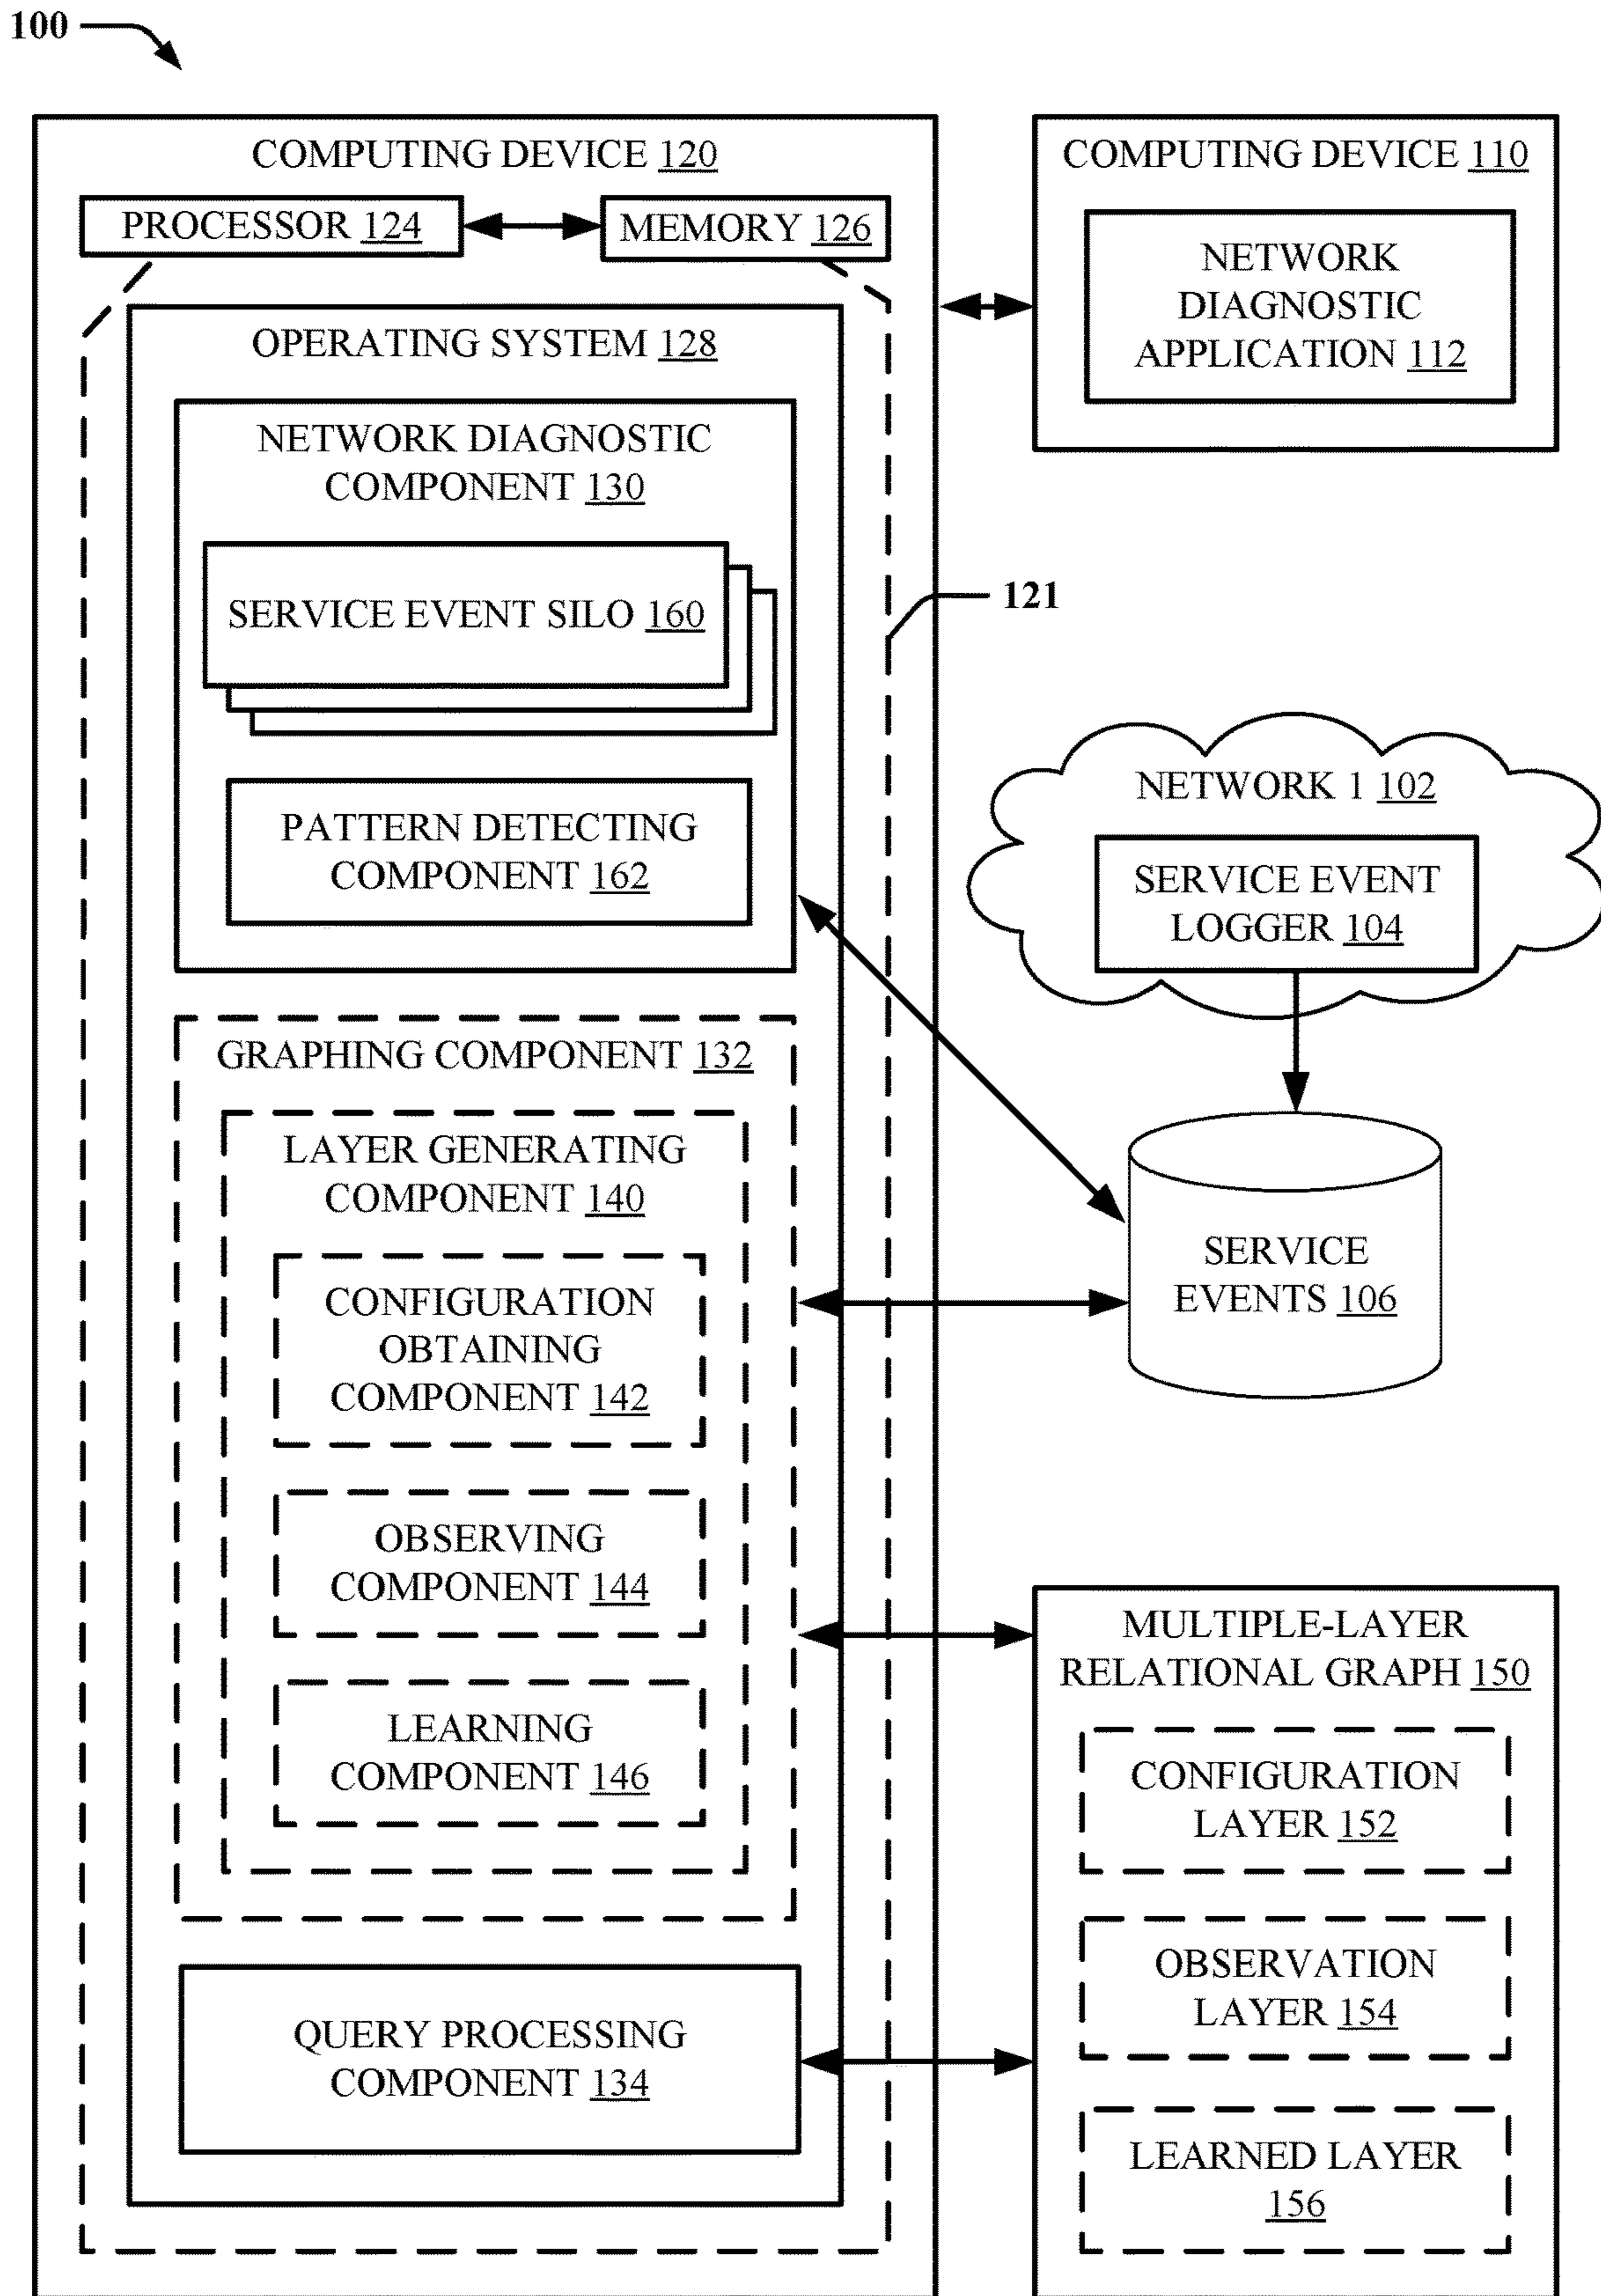 100
COMPUTING DEVICE 120
PROCESSOR 124
MEMORY 126
OPERATING SYSTEM 128
NETWORK DIAGNOSTIC
COMPONENT 130
SERVICE EVENT SILO 160
PATTERN DETECTING
COMPONENT 162
GRAPHING COMPONENT 132
LAYER GENERATING
COMPONENT 140
CONFIGURATION
OBTAINING
COMPONENT 142
OBSERVING
COMPONENT 144
LEARNING
COMPONENT 146
QUERY PROCESSING
COMPONENT 134
COMPUTING DEVICE 110
NETWORK
DIAGNOSTIC
APPLICATION 112
121
NETWORK 1 102
SERVICE EVENT
LOGGER 104
SERVICE
EVENTS 106
MULTIPLE-LAYER
RELATIONAL GRAPH 150
CONFIGURATION
LAYER 152
OBSERVATION
LAYER 154
LEARNED LAYER
156